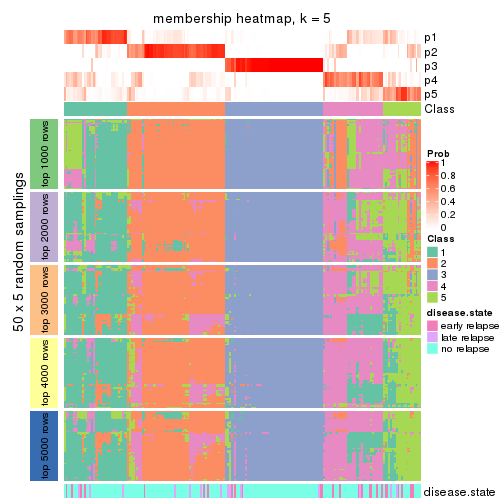 membership heatmap, k = 5
p1
p2
p3
p4
p5
Class
50 x 5 random samplings
top 1000 rows
top 2000 rows
top 3000 rows
top 4000 rows
top 5000 rows
disease.state
Prob
1
0.8
0.6
0.4
0.2
0
Class
1
2
3
4
5
disease.state
early relapse
late relapse
no relapse